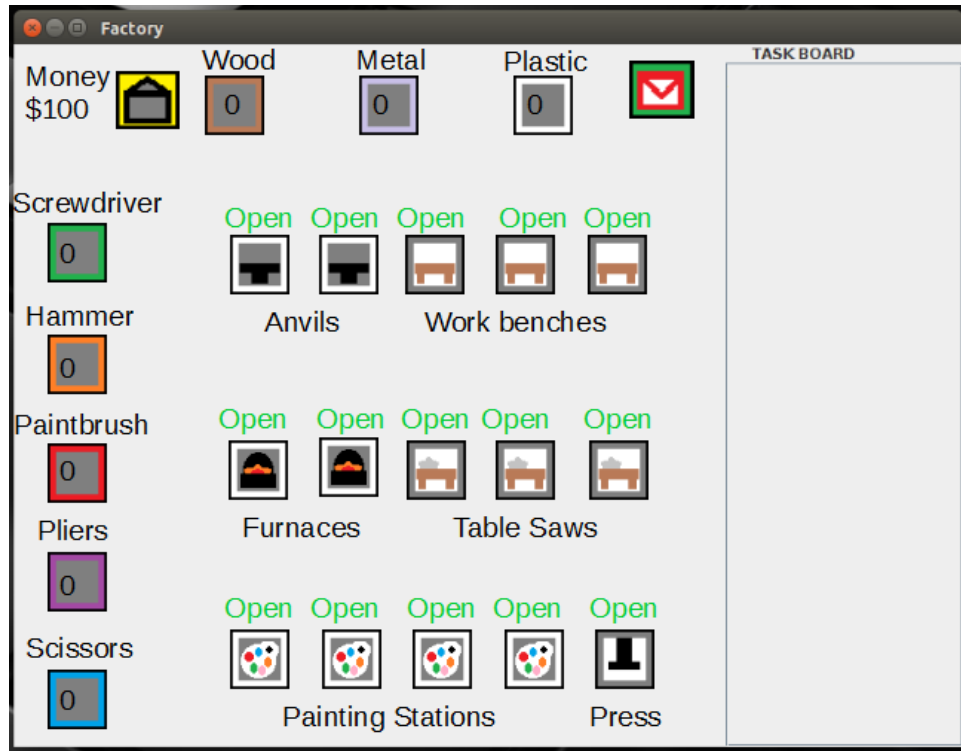 Factory
Wood Metal Plastic TASK BOARD
Money
$100
0 0 0
Screwdriver
0
Open Open Open Open Open
Anvils Work benches
Hammer
0
Paintbrush
0
Open Open Open Open Open
Furnaces Table Saws
Pliers
0
Open Open Open Open Open
Scissors
0
Painting Stations Press